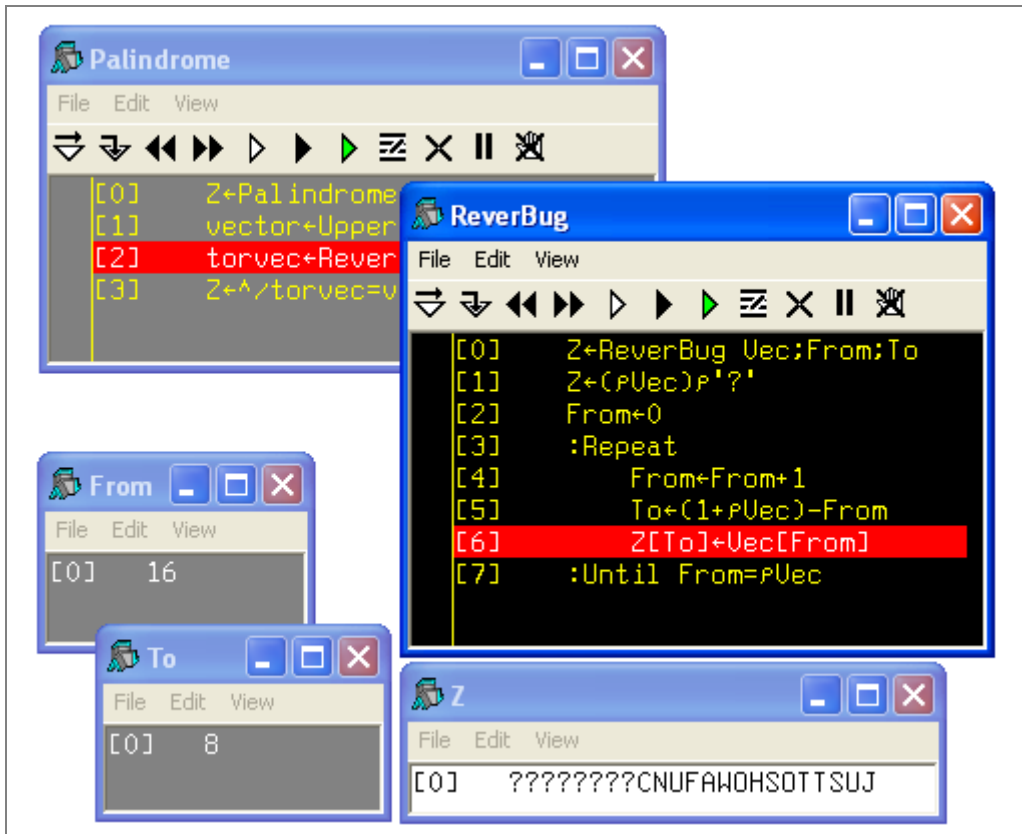 Palindrome
File Edit View
[0] Z←Palindrome
[1] vector←Upper
[2] torvec←Rever
[3] Z←^/torvec=v
ReverBug
File Edit View
[0] Z←ReverBug Vec;From;To
[1] Z←(⍴Vec)⍴'?'
[2] From←0
[3] :Repeat
[4] From←From+1
[5] To←(1+⍴Vec)-From
[6] Z[To]←Vec[From]
[7] :Until From=⍴Vec
From
File Edit View
[0] 16
To
File Edit View
[0] 8
Z
File Edit View
[0] ????????CNUFAWOHSOTTSUJ